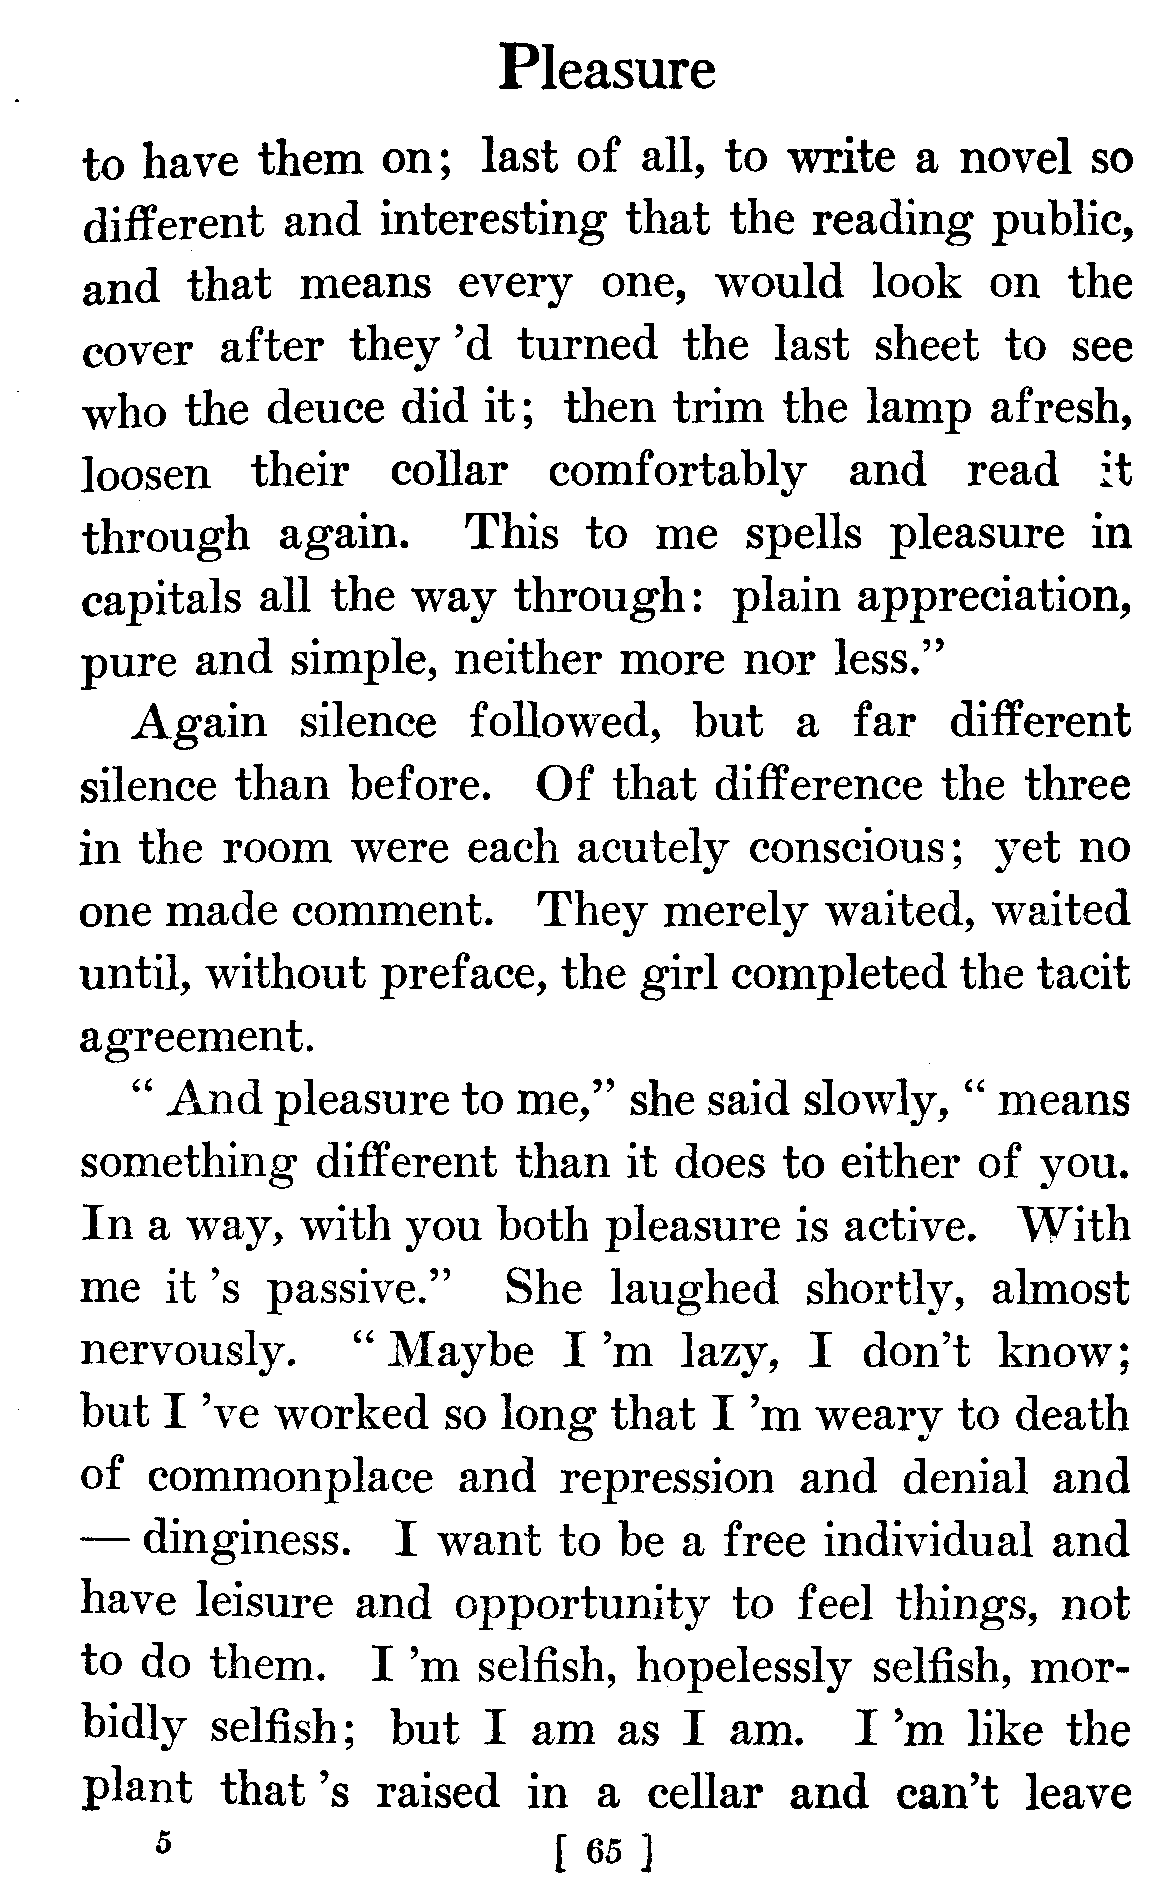 Pleasure
to have them on; last of all, to write a novel so
different and interesting that the reading public,
and that means every one, would look on the
cover after they 'd turned the last sheet to see
who the deuce did it; then trim the lamp afresh,
loosen their collar comfortably and read it
through again. This to me spells pleasure in
capitals all the way through: plain appreciation,
pure and simple, neither more nor less."
Again silence followed, but a far different
silence than before. Of that difference the three
in the room were each acutely conscious; yet no
one made comment. They merely waited, waited
until, without preface, the girl completed the tacit
agreement.
" And pleasure to me," she said slowly, " means
something different than it does to either of you.
In a way, with you both pleasure is active. With
me it 's passive." She laughed shortly, almost
nervously. " Maybe I 'm lazy, I don't know;
but I 've worked so long that I 'm weary to death
of commonplace and repression and denial and
— dinginess. I want to be a free individual and
have leisure and opportunity to feel things, not
to do them. I 'm selfish, hopelessly selfish, mor-
bidly selfish; but I am as I am. I 'm like the
plant that 's raised in a cellar and can't leave
5 [ 65 ]